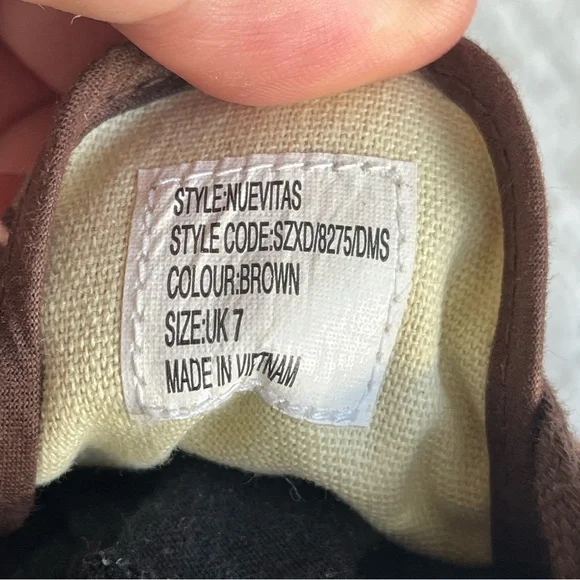 STYLE:NUEVITAS
STYLE CODE:SZXD/8275/DMS
COLOUR:BROWN
SIZE:UK 7
MADE IN VIETNAM